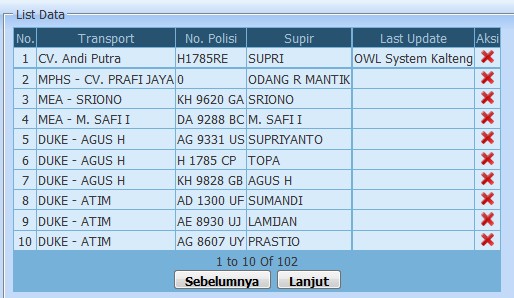 List Data
No. Transport No. Polisi Supir Last Update Aksi
1 CV. Andi Putra H1785RE SUPRI OWL System Kalteng
2 MPHS - CV. PRAFI JAYA 0 ODANG R MANTIK
3 MEA - SRIONO KH 9620 GA SRIONO
4 MEA - M. SAFI I DA 9288 BC M. SAFI I
5 DUKE - AGUS H AG 9331 US SUPRIYANTO
6 DUKE - AGUS H H 1785 CP TOPA
7 DUKE - AGUS H KH 9828 GB AGUS H
8 DUKE - ATIM AD 1300 UF SUMANDI
9 DUKE - ATIM AE 8930 UJ LAMIJAN
10 DUKE - ATIM AG 8607 UY PRASTIO
1 to 10 Of 102
Sebelumnya Lanjut